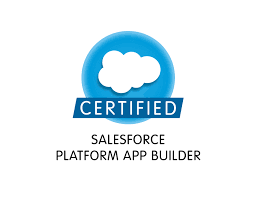 CERTIFIED
SALESFORCE
PLATFORM APP BUILDER